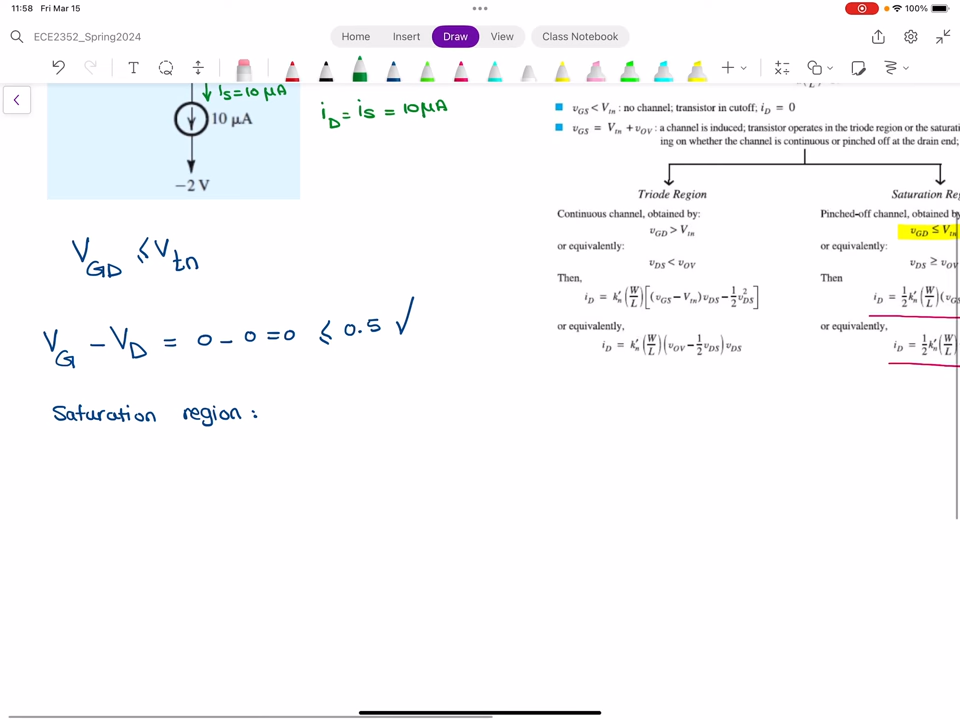 11:58 Fri Mar 15
100%
ECE2352_Spring2024
Home Insert Draw View Class Notebook
T
Is=10 μA
10 μA
−2 V
iD = iS = 10 μA
VGD ≤ Vtn
VG − VD = 0 − 0 = 0 ≤ 0.5 ✓
Saturation region:
vGS < Vtn : no channel; transistor in cutoff; iD = 0
vGS = Vtn + vOV : a channel is induced; transistor operates in the triode region or the saturati
ing on whether the channel is continuous or pinched off at the drain end;
Triode Region
Continuous channel, obtained by:
vGD > Vtn
or equivalently:
vDS < vOV
Then,
iD = k′n (W/L) [(vGS − Vtn) vDS − 1/2 v²DS]
or equivalently,
iD = k′n (W/L) (vOV − 1/2 vDS) vDS
Saturation Reg
Pinched-off channel, obtained b
vGD ≤ Vtn
or equivalently:
vDS ≥ vOV
Then
iD = 1/2 k′n (W/L) (vGS
or equivalently,
iD = 1/2 k′n (W